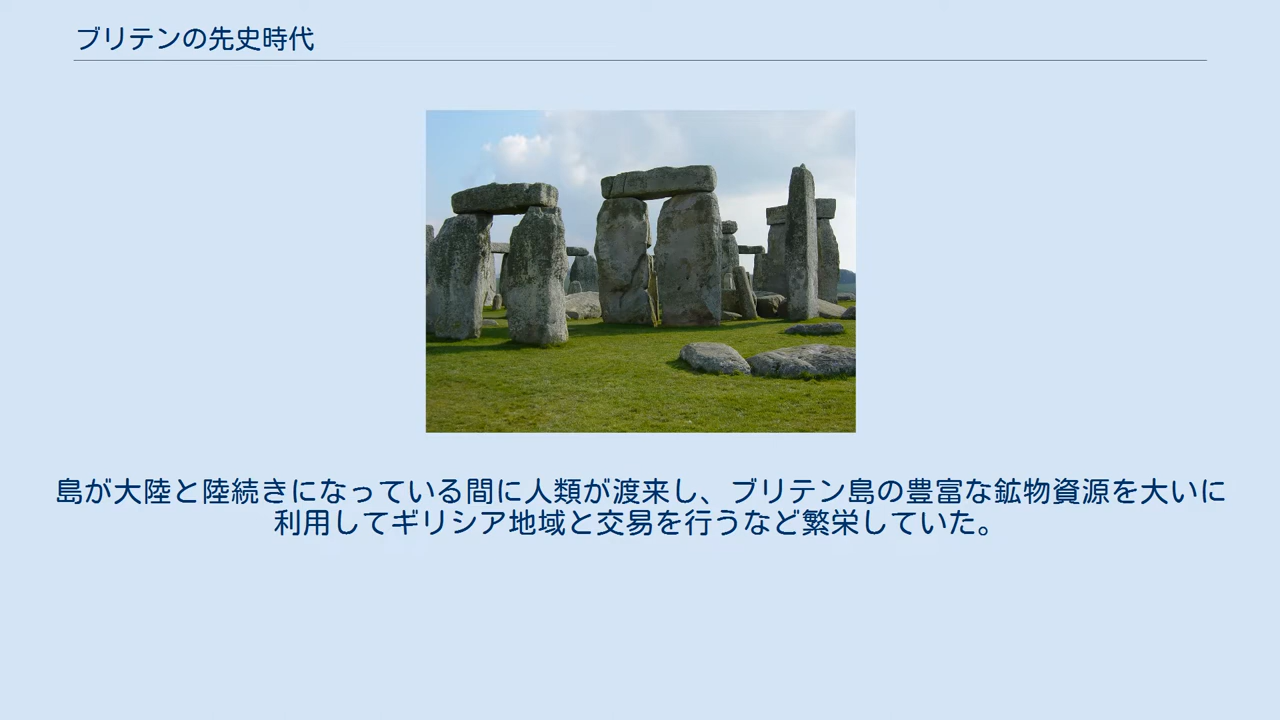 ブリテンの先史時代
島が大陸と陸続きになっている間に人類が渡来し、ブリテン島の豊富な鉱物資源を大いに
利用してギリシア地域と交易を行うなど繁栄していた。